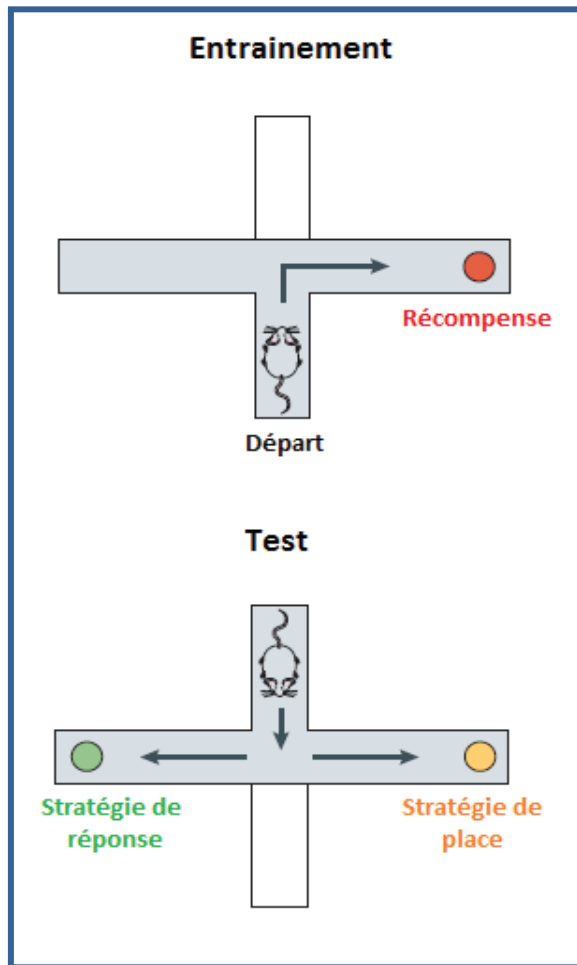 Entrainement
Récompense
Départ
Test
Stratégie de
réponse
Stratégie de
place